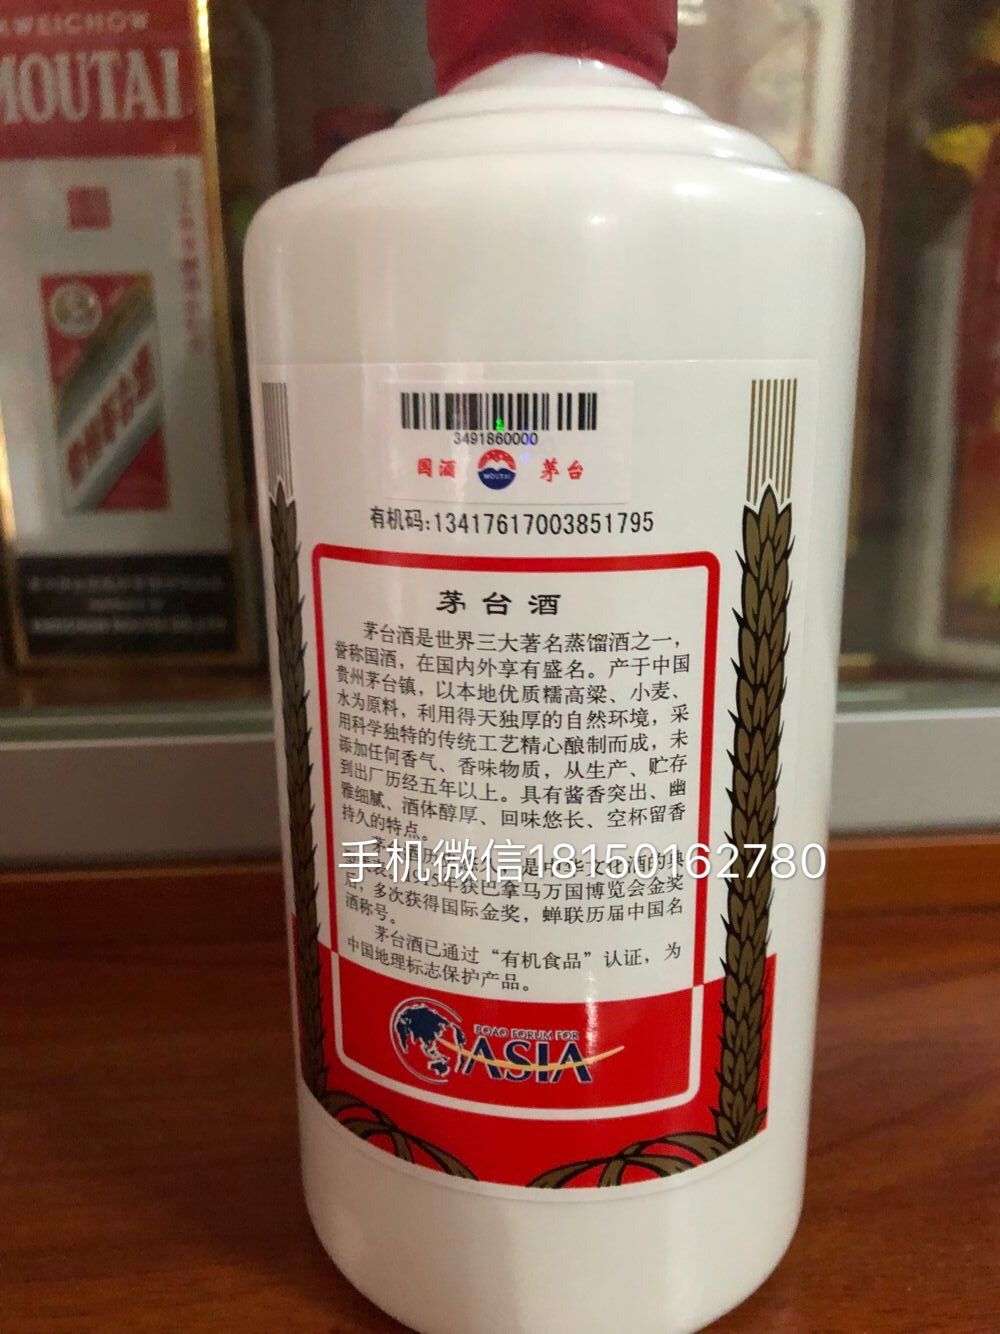 WEICHOW
MOUTAI
3491860000
国酒
MOUTAI
茅台
有机码:13417617003851795
茅台酒
茅台酒是世界三大著名蒸馏酒之一，
誉称国酒，在国内外享有盛名。产于中国
贵州茅台镇，以本地优质糯高粱、小麦、
水为原料，利用得天独厚的自然环境，采
用科学独特的传统工艺精心酿制而成，未
添加任何香气、香味物质，从生产、贮存
到出厂历经五年以上。具有酱香突出、幽
雅细腻、酒体醇厚、回味悠长、空杯留香
持久的特点。
手机微信18150162780
年获巴拿马万国博览会金奖
后，多次获得国际金奖，蝉联历届中国名
酒称号。
茅台酒已通过“有机食品”认证，为
中国地理标志保护产品。
BOAO FORUM FOR
ASIA